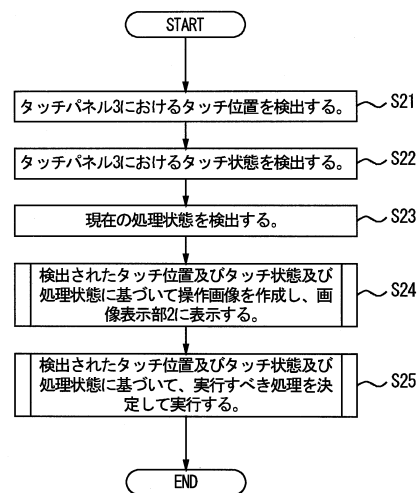 START
タッチパネル3におけるタッチ位置を検出する。
S21
タッチパネル3におけるタッチ状態を検出する。
S22
現在の処理状態を検出する。
S23
検出されたタッチ位置及びタッチ状態及び
処理状態に基づいて操作画像を作成し、画
像表示部2に表示する。
S24
検出されたタッチ位置及びタッチ状態及び
処理状態に基づいて、実行すべき処理を決
定して実行する。
S25
END